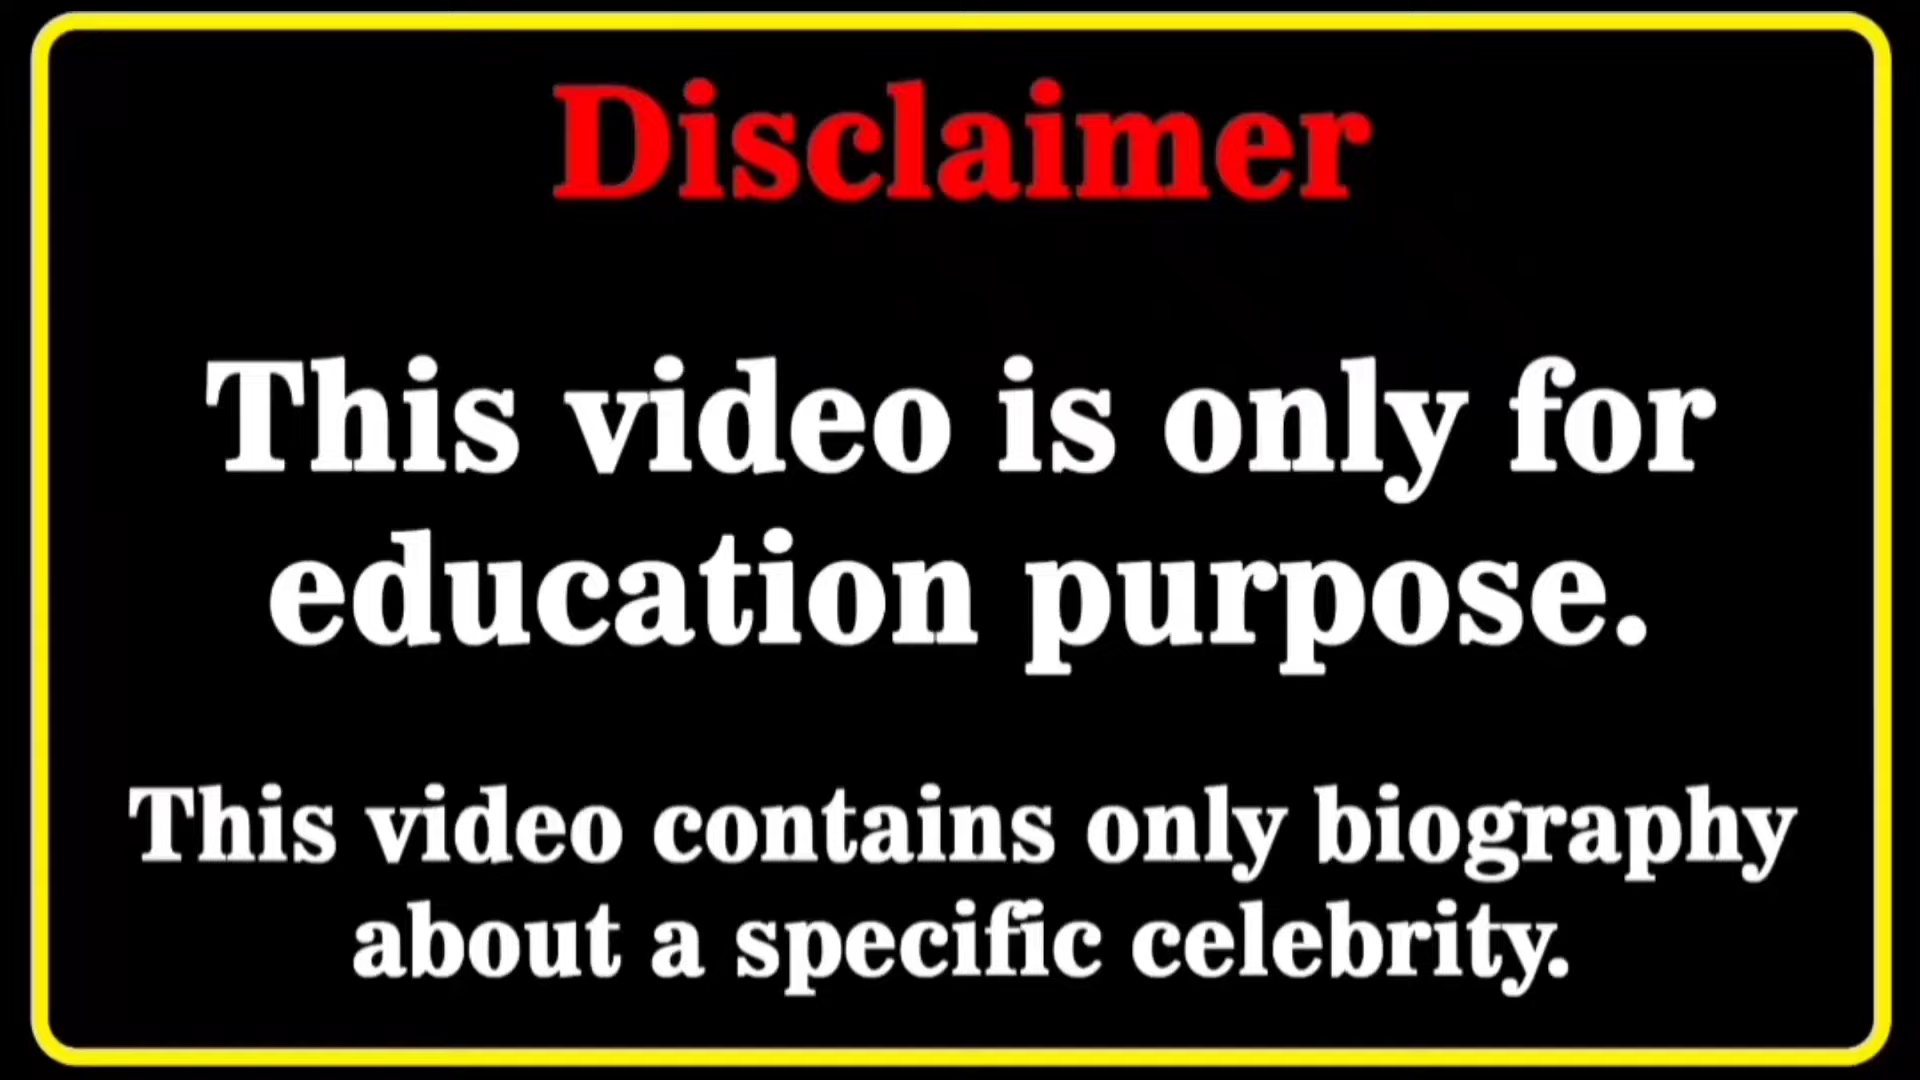 Disclaimer
This video is only for
education purpose.
This video contains only biography
about a specific celebrity.